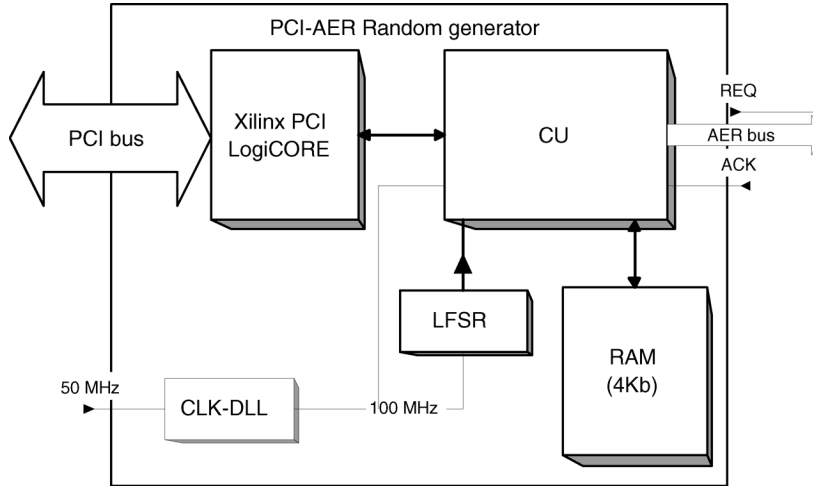 PCI-AER Random generator
REQ
Xilinx PCI
LogiCORE
CU
PCI bus
AER bus
ACK
LFSR
RAM
(4Kb)
50 MHz
CLK-DLL
100 MHz